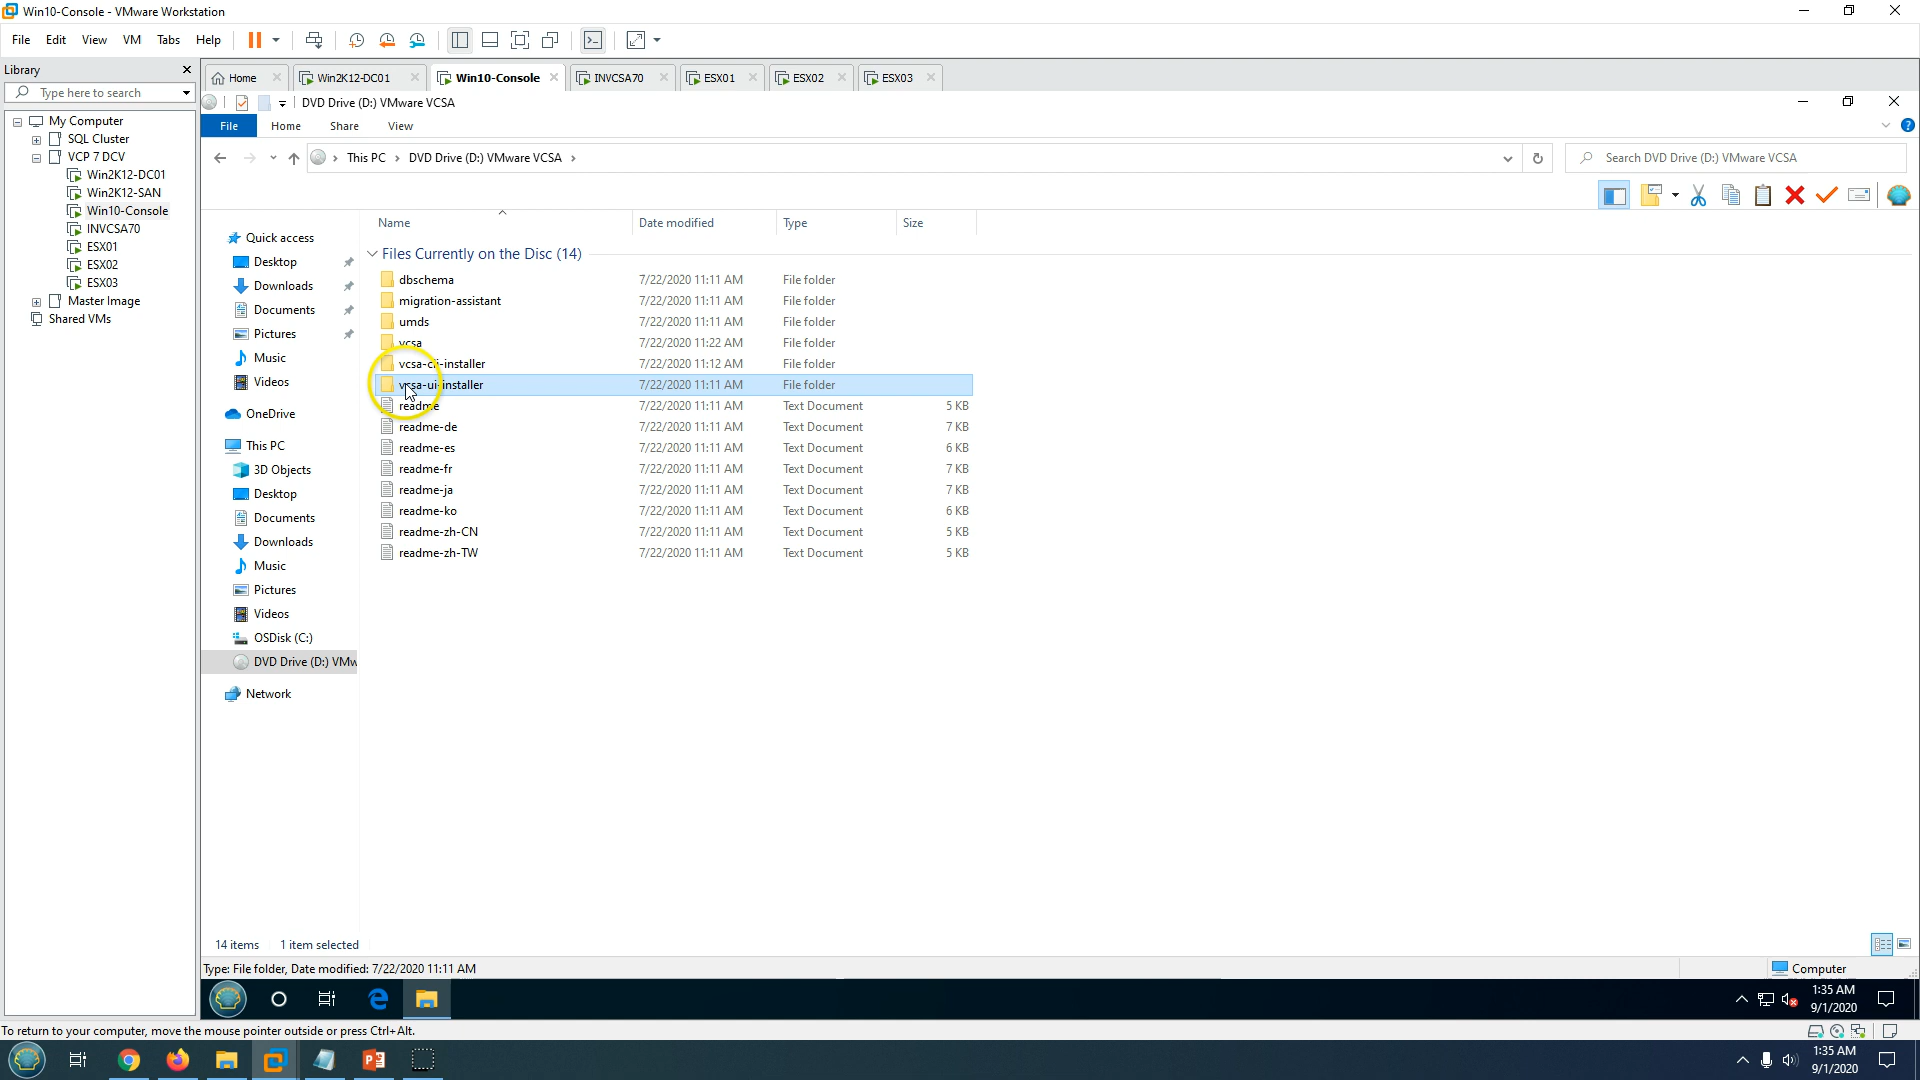 Win10-Console - VMware Workstation
File Edit View VM Tabs Help
Library
Type here to search
My Computer
SQL Cluster
VCP 7 DCV
Win2K12-DC01
Win2K12-SAN
Win10-Console
INVCSA70
ESX01
ESX02
ESX03
Master Image
Shared VMs
Home Win2K12-DC01 Win10-Console INVCSA70 ESX01 ESX02 ESX03
DVD Drive (D:) VMware VCSA
File Home Share View
This PC > DVD Drive (D:) VMware VCSA >
Search DVD Drive (D:) VMware VCSA
Quick access
Desktop
Downloads
Documents
Pictures
Music
Videos
OneDrive
This PC
3D Objects
Desktop
Documents
Downloads
Music
Pictures
Videos
OSDisk (C:)
DVD Drive (D:) VMw
Network
Name Date modified Type Size
Files Currently on the Disc (14)
dbschema 7/22/2020 11:11 AM File folder
migration-assistant 7/22/2020 11:11 AM File folder
umds 7/22/2020 11:11 AM File folder
vcsa 7/22/2020 11:22 AM File folder
vcsa-cli-installer 7/22/2020 11:12 AM File folder
vcsa-ui-installer 7/22/2020 11:11 AM File folder
readme 7/22/2020 11:11 AM Text Document 5 KB
readme-de 7/22/2020 11:11 AM Text Document 7 KB
readme-es 7/22/2020 11:11 AM Text Document 6 KB
readme-fr 7/22/2020 11:11 AM Text Document 7 KB
readme-ja 7/22/2020 11:11 AM Text Document 7 KB
readme-ko 7/22/2020 11:11 AM Text Document 6 KB
readme-zh-CN 7/22/2020 11:11 AM Text Document 5 KB
readme-zh-TW 7/22/2020 11:11 AM Text Document 5 KB
14 items 1 item selected
Type: File folder, Date modified: 7/22/2020 11:11 AM
Computer
1:35 AM
9/1/2020
To return to your computer, move the mouse pointer outside or press Ctrl+Alt.
1:35 AM
9/1/2020